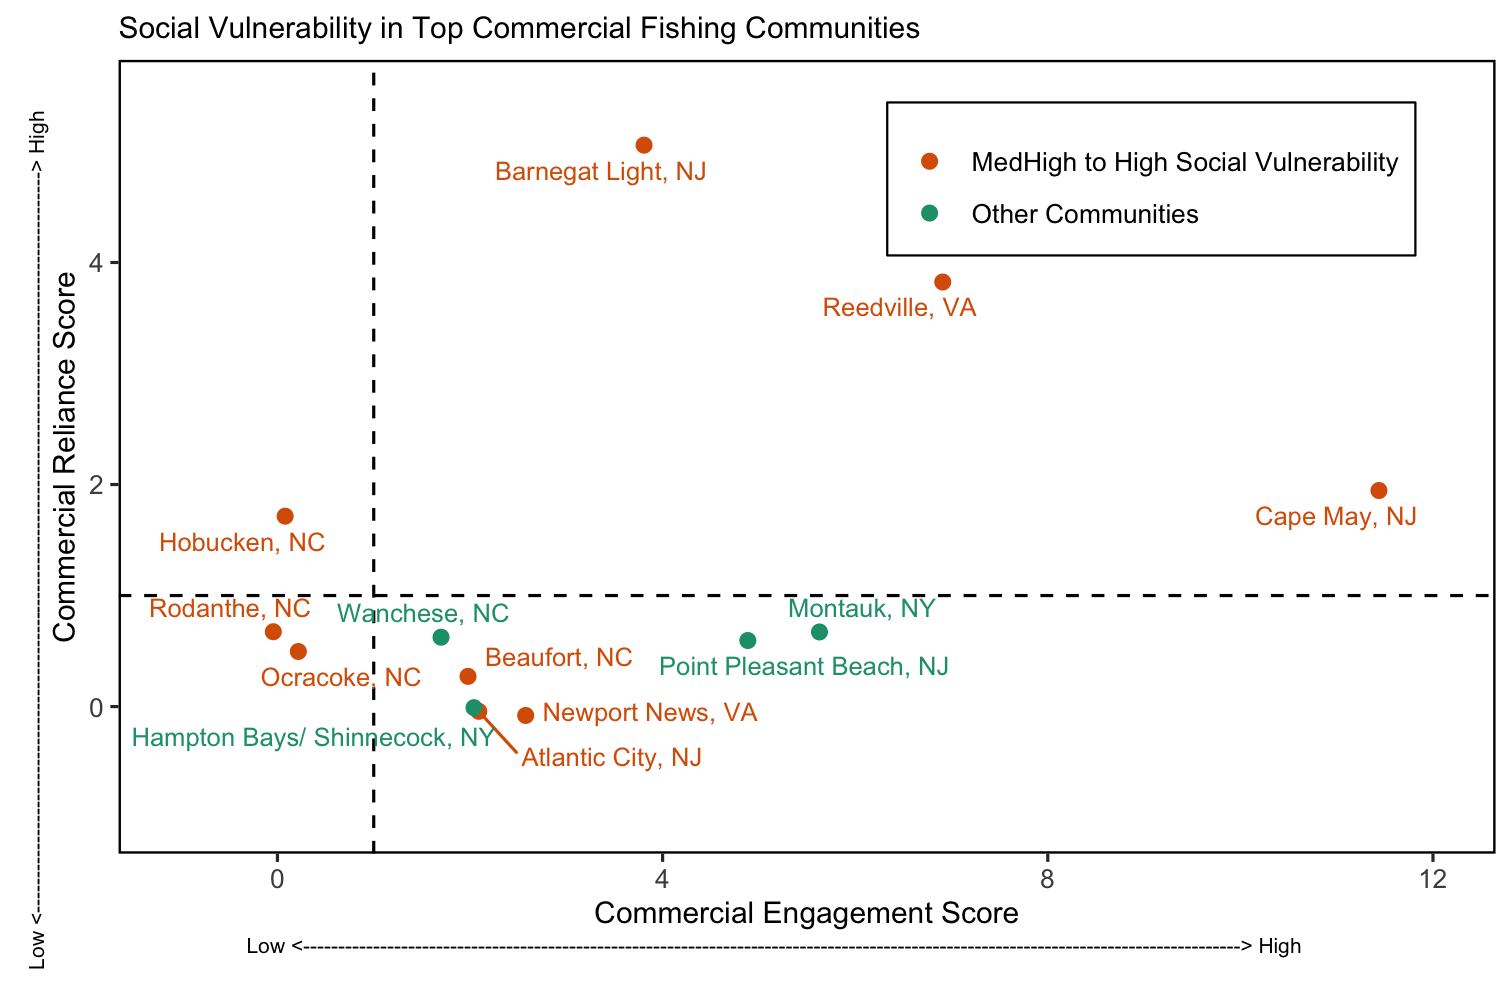 Social Vulnerability in Top Commercial Fishing Communities
MedHigh to High Social Vulnerability
Other Communities
Barnegat Light, NJ
Reedville, VA
Cape May, NJ
Hobucken, NC
Rodanthe, NC
Wanchese, NC
Montauk, NY
Beaufort, NC
Point Pleasant Beach, NJ
Ocracoke, NC
Newport News, VA
Hampton Bays/ Shinnecock, NY
Atlantic City, NJ
4
2
0
Commercial Reliance Score
Low <--------------------------------------------------------------------------------> High
0
4
8
12
Commercial Engagement Score
Low <--------------------------------------------------------------------------------> High